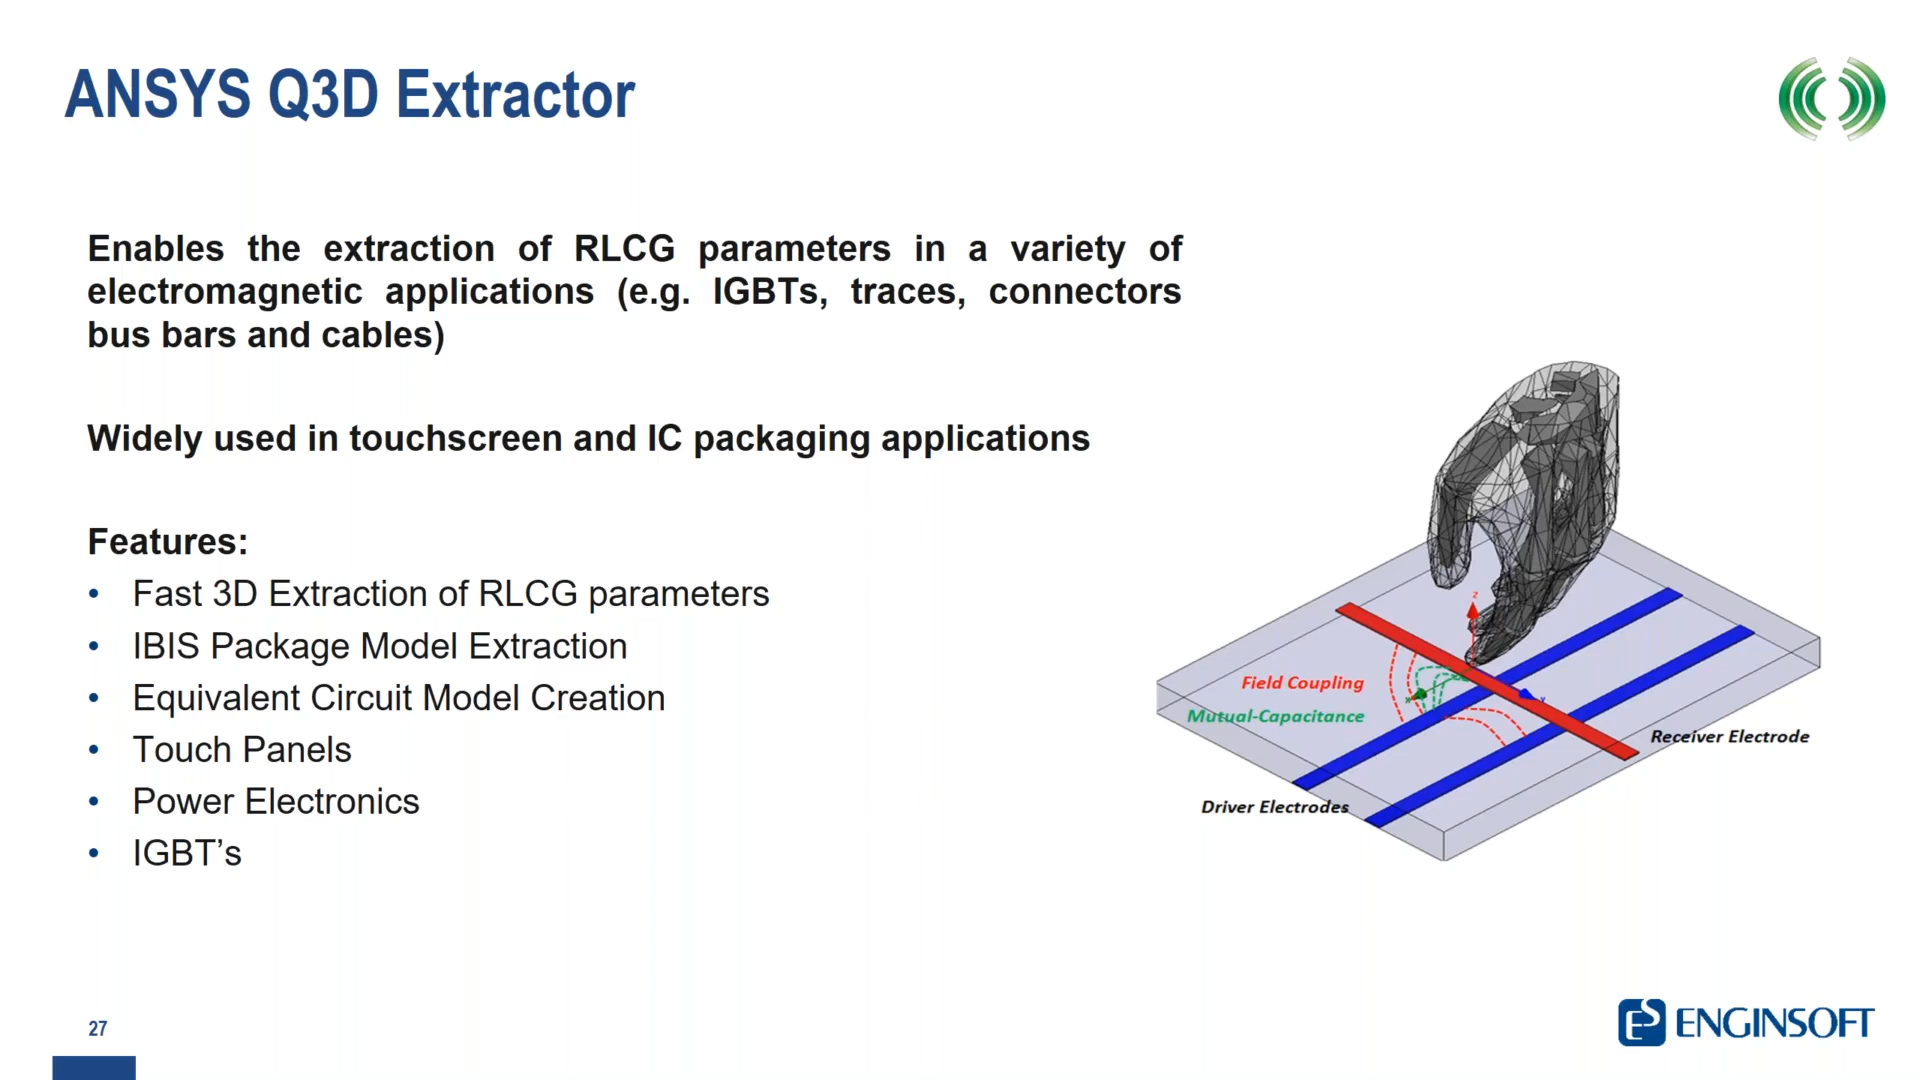 ANSYS Q3D Extractor
Enables the extraction of RLCG parameters in a variety of
electromagnetic applications (e.g. IGBTs, traces, connectors
bus bars and cables)
Widely used in touchscreen and IC packaging applications
Features:
• Fast 3D Extraction of RLCG parameters
• IBIS Package Model Extraction
• Equivalent Circuit Model Creation
• Touch Panels
• Power Electronics
• IGBT’s
Z
Field Coupling
X
Y
Mutual-Capacitance
Receiver Electrode
Driver Electrodes
27
ES ENGINSOFT